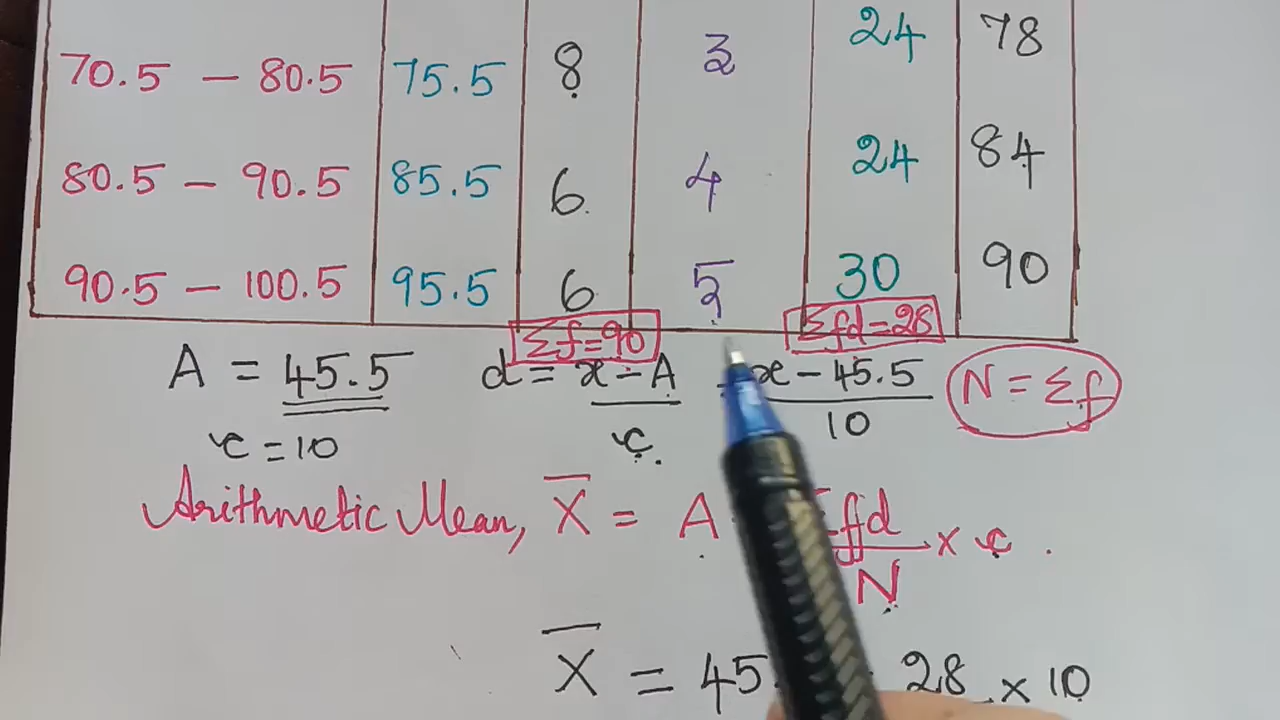 24 78
70.5 – 80.5 75.5 8 3
80.5 – 90.5 85.5 6 4 24 84
90.5 – 100.5 95.5 6 5 30 90
Σf=90 Σfd=28
A = 45.5 d = x – A x – 45.5 N = Σf
c = 10 c 10
Arithmetic Mean, X̄ = A Σfd × c
N
X̄ = 45 28 × 10